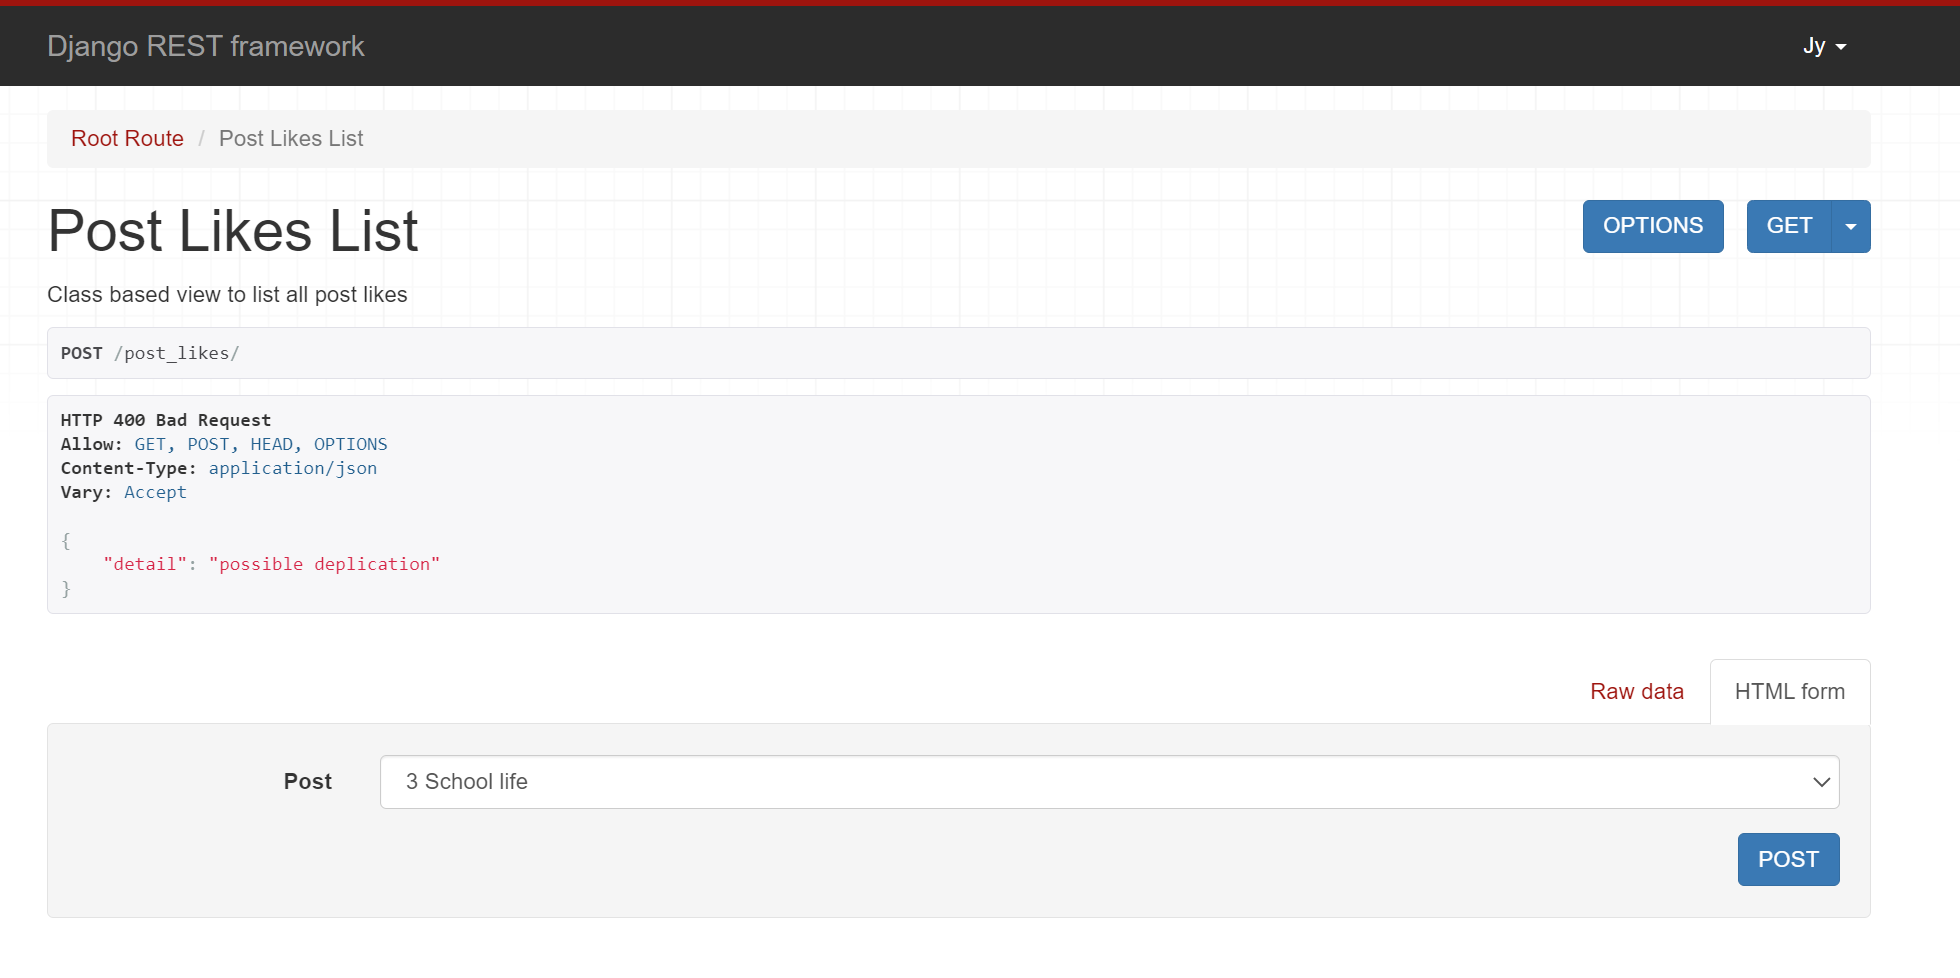 Django REST framework
Jy
Root Route / Post Likes List
Post Likes List
OPTIONS
GET
Class based view to list all post likes
POST /post_likes/
HTTP 400 Bad Request
Allow: GET, POST, HEAD, OPTIONS
Content-Type: application/json
Vary: Accept
{
    "detail": "possible deplication"
}
Raw data
HTML form
Post
3 School life
POST